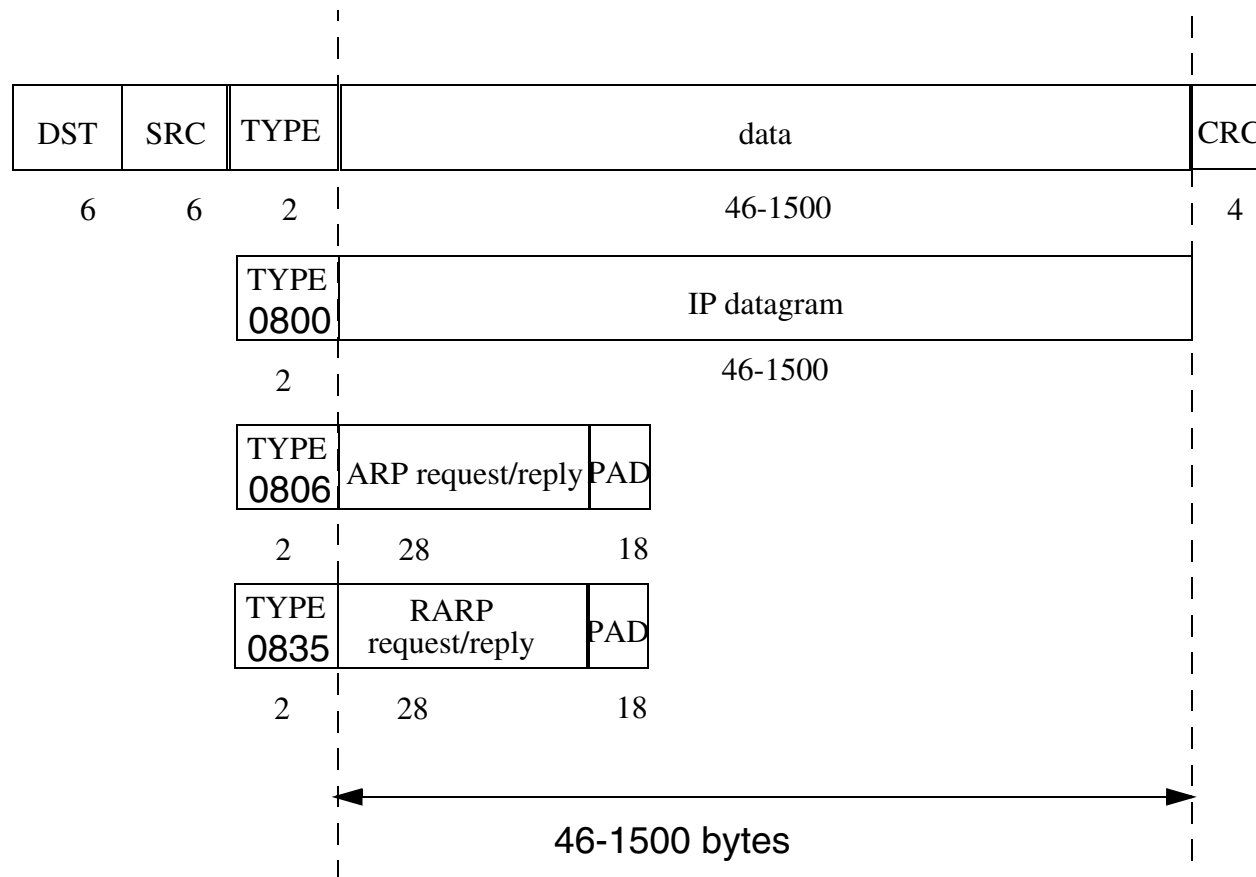 DST SRC TYPE data CRC
6 6 2 46-1500 4
TYPE
0800
IP datagram
2 46-1500
TYPE
0806
ARP request/reply PAD
2 28 18
TYPE
0835
RARP
request/reply
PAD
2 28 18
46-1500 bytes